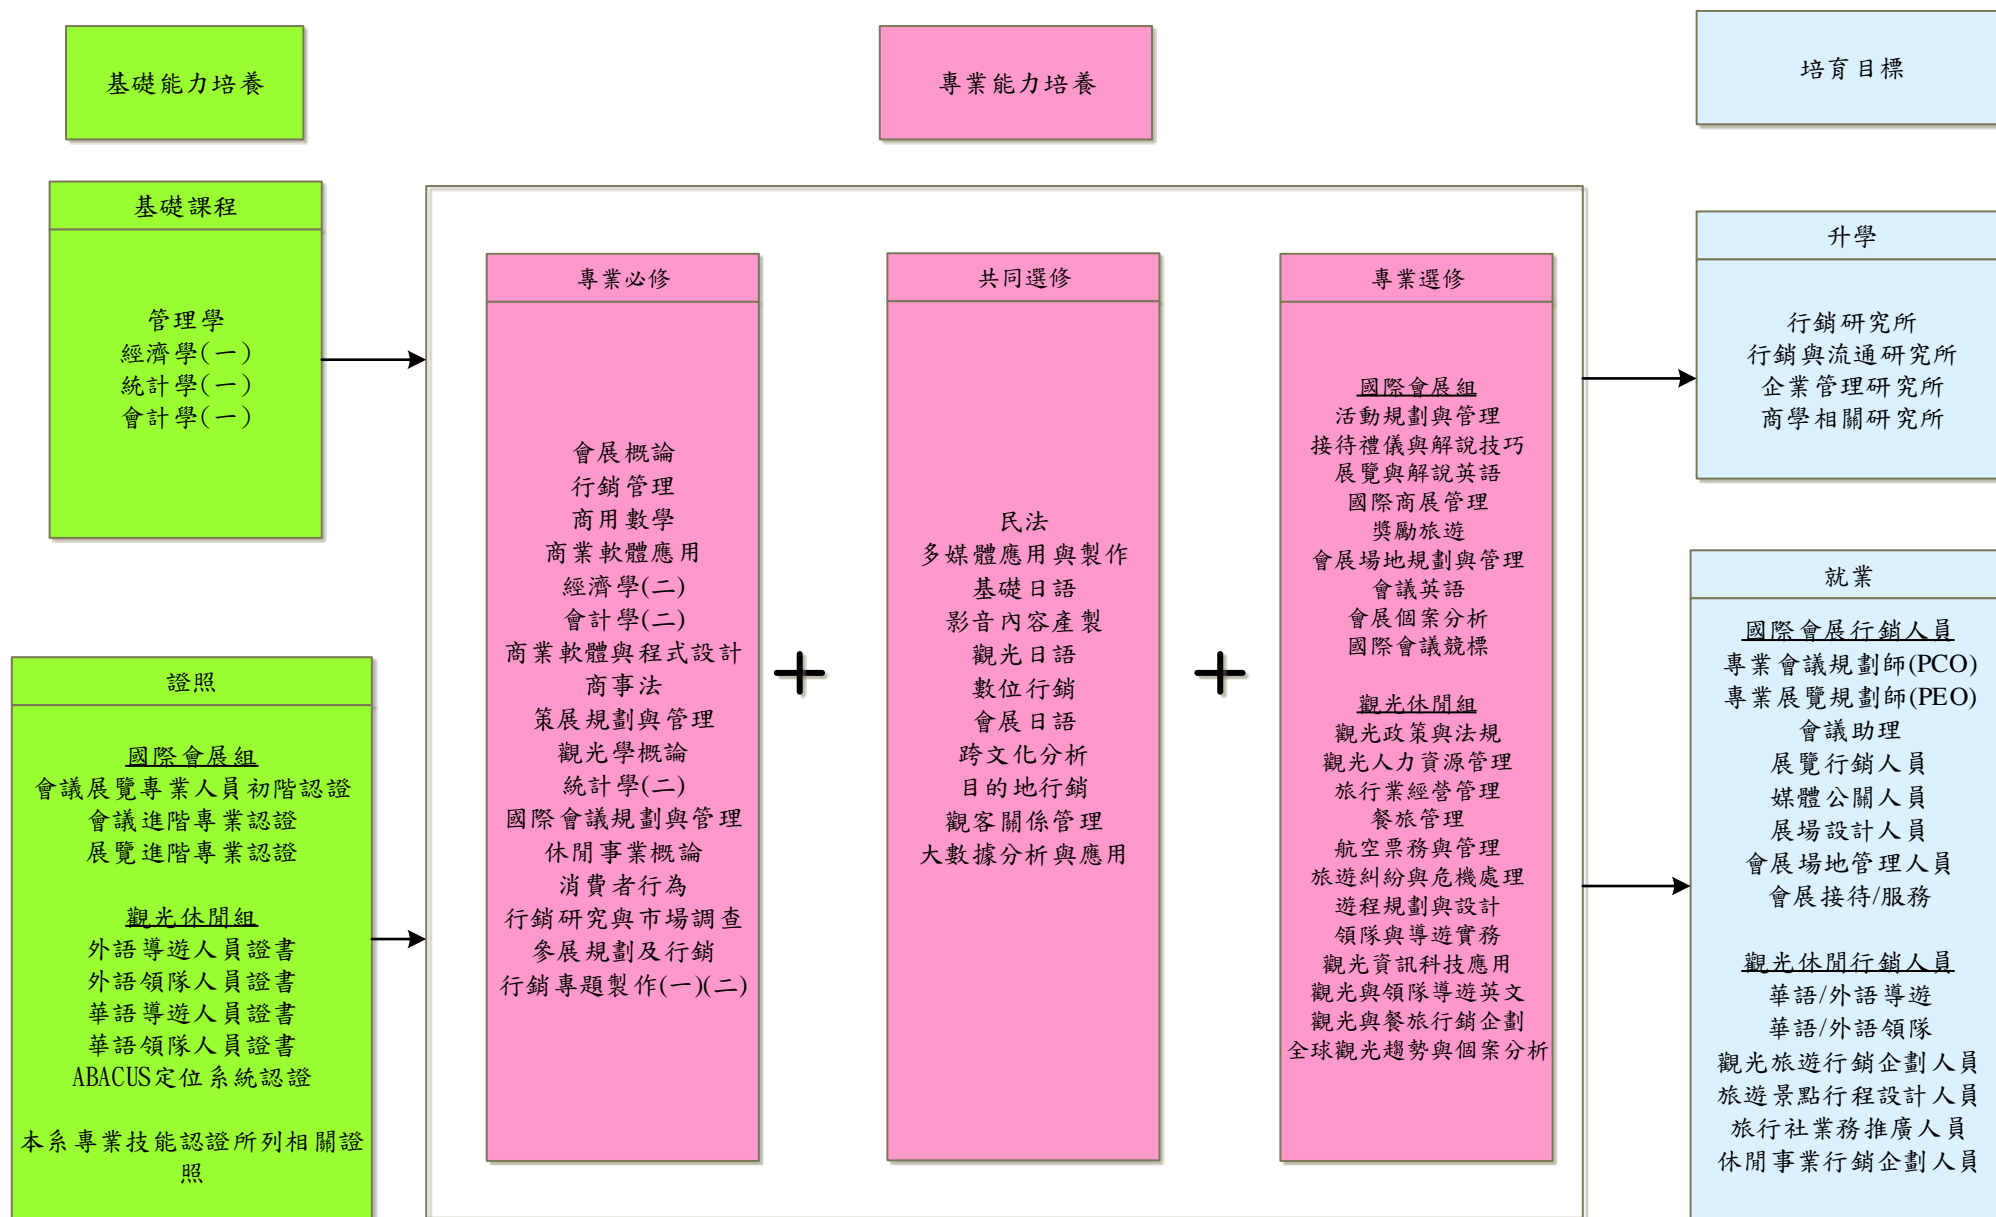 基礎能力培養
專業能力培養
培育目標
基礎課程
管理學
經濟學(一)
統計學(一)
會計學(一)
證照
國際會展組
會議展覽專業人員初階認證
會議進階專業認證
展覽進階專業認證
觀光休閒組
外語導遊人員證書
外語領隊人員證書
華語導遊人員證書
華語領隊人員證書
ABACUS定位系統認證
本系專業技能認證所列相關證
照
專業必修
會展概論
行銷管理
商用數學
商業軟體應用
經濟學(二)
會計學(二)
商業軟體與程式設計
商事法
策展規劃與管理
觀光學概論
統計學(二)
國際會議規劃與管理
休閒事業概論
消費者行為
行銷研究與市場調查
參展規劃及行銷
行銷專題製作(一)(二)
+
共同選修
民法
多媒體應用與製作
基礎日語
影音內容產製
觀光日語
數位行銷
會展日語
跨文化分析
目的地行銷
觀客關係管理
大數據分析與應用
+
專業選修
國際會展組
活動規劃與管理
接待禮儀與解說技巧
展覽與解說英語
國際商展管理
獎勵旅遊
會展場地規劃與管理
會議英語
會展個案分析
國際會議競標
觀光休閒組
觀光政策與法規
觀光人力資源管理
旅行業經營管理
餐旅管理
航空票務與管理
旅遊糾紛與危機處理
遊程規劃與設計
領隊與導遊實務
觀光資訊科技應用
觀光與領隊導遊英文
觀光與餐旅行銷企劃
全球觀光趨勢與個案分析
升學
行銷研究所
行銷與流通研究所
企業管理研究所
商學相關研究所
就業
國際會展行銷人員
專業會議規劃師(PCO)
專業展覽規劃師(PEO)
會議助理
展覽行銷人員
媒體公關人員
展場設計人員
會展場地管理人員
會展接待/服務
觀光休閒行銷人員
華語/外語導遊
華語/外語領隊
觀光旅遊行銷企劃人員
旅遊景點行程設計人員
旅行社業務推廣人員
休閒事業行銷企劃人員